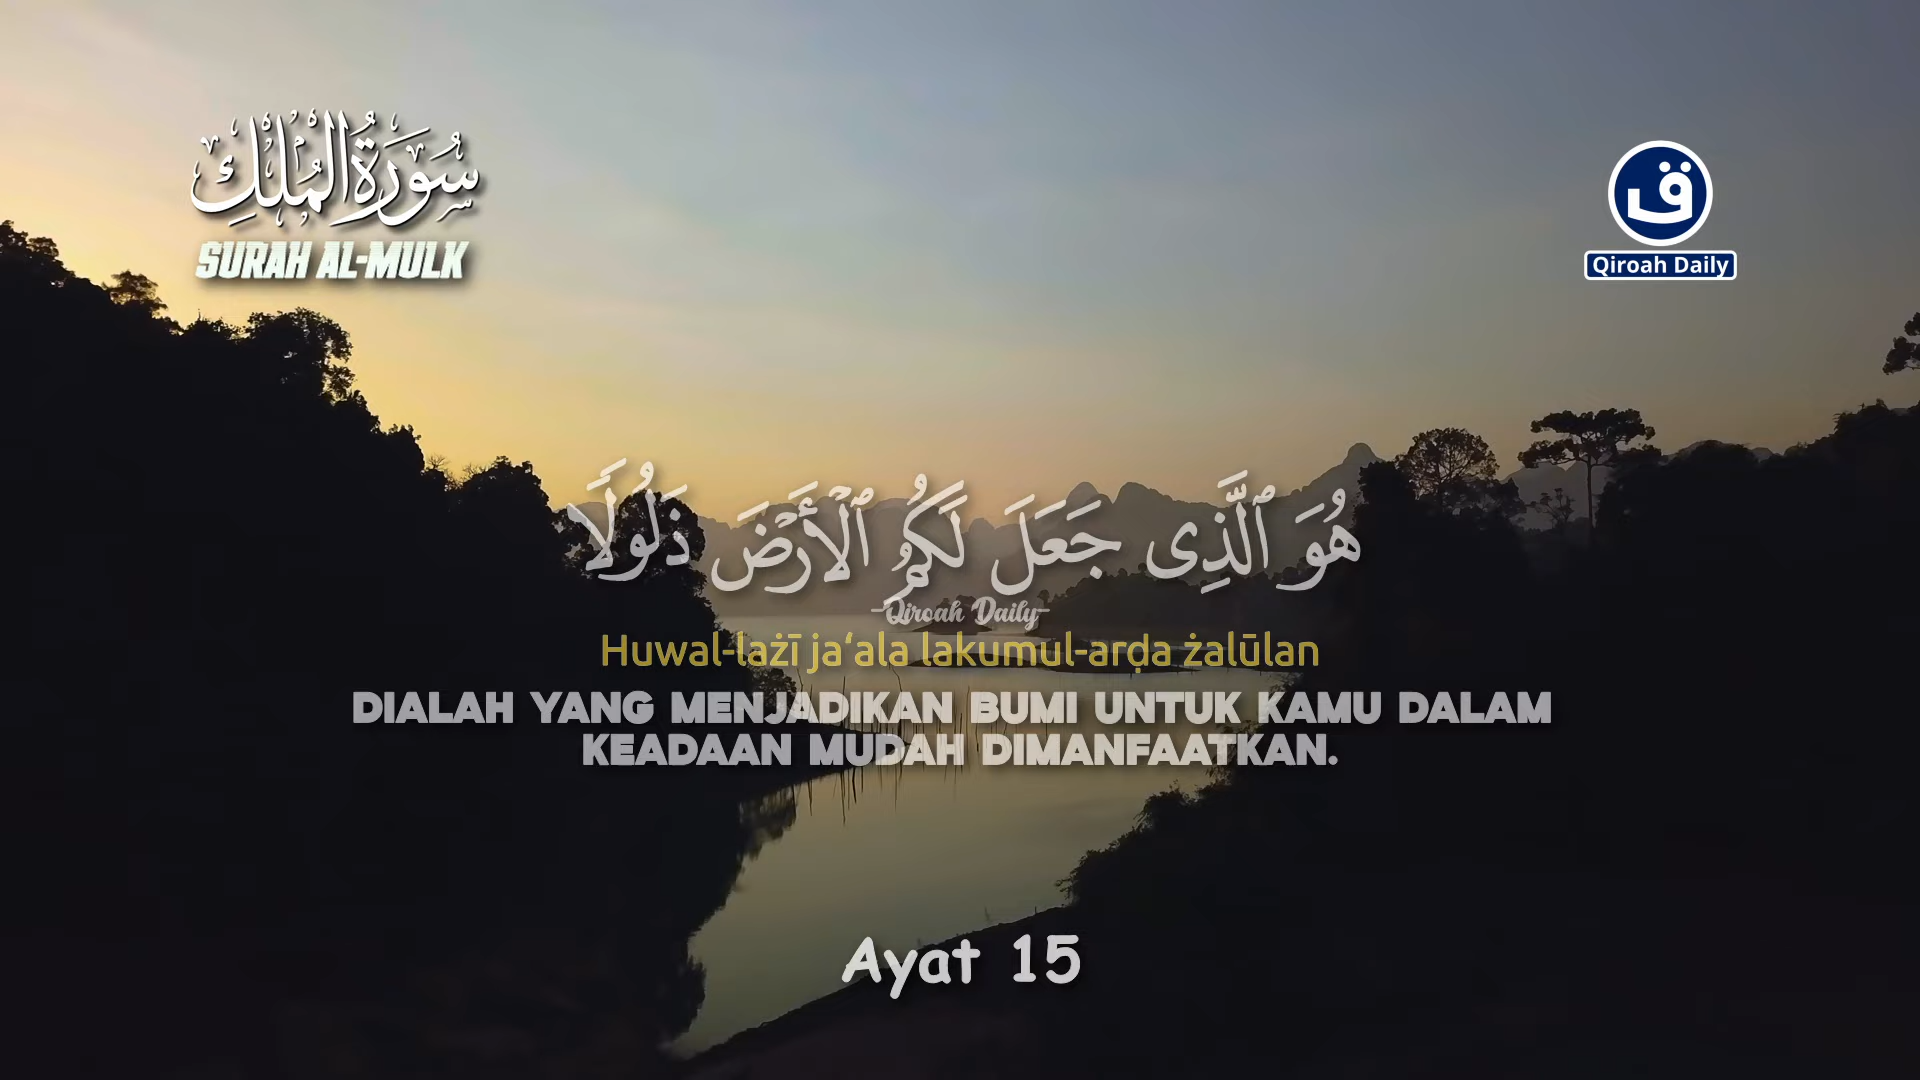 سُورَةُ الْمُلْكِ
SURAH AL-MULK
ق
Qiroah Daily
هُوَ ٱلَّذِى جَعَلَ لَكُمُ ٱلْأَرْضَ ذَلُولًا
-Qiroah Daily-
Huwal-lażī ja‘ala lakumul-arḍa żalūlan
DIALAH YANG MENJADIKAN BUMI UNTUK KAMU DALAM
KEADAAN MUDAH DIMANFAATKAN.
Ayat 15